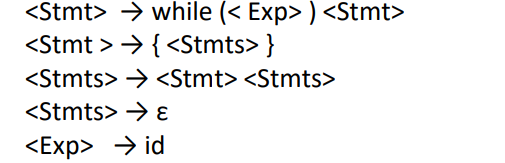 <Stmt> → while (< Exp> ) <Stmt>
<Stmt > → { <Stmts> }
<Stmts> → <Stmt> <Stmts>
<Stmts> → ε
<Exp> → id